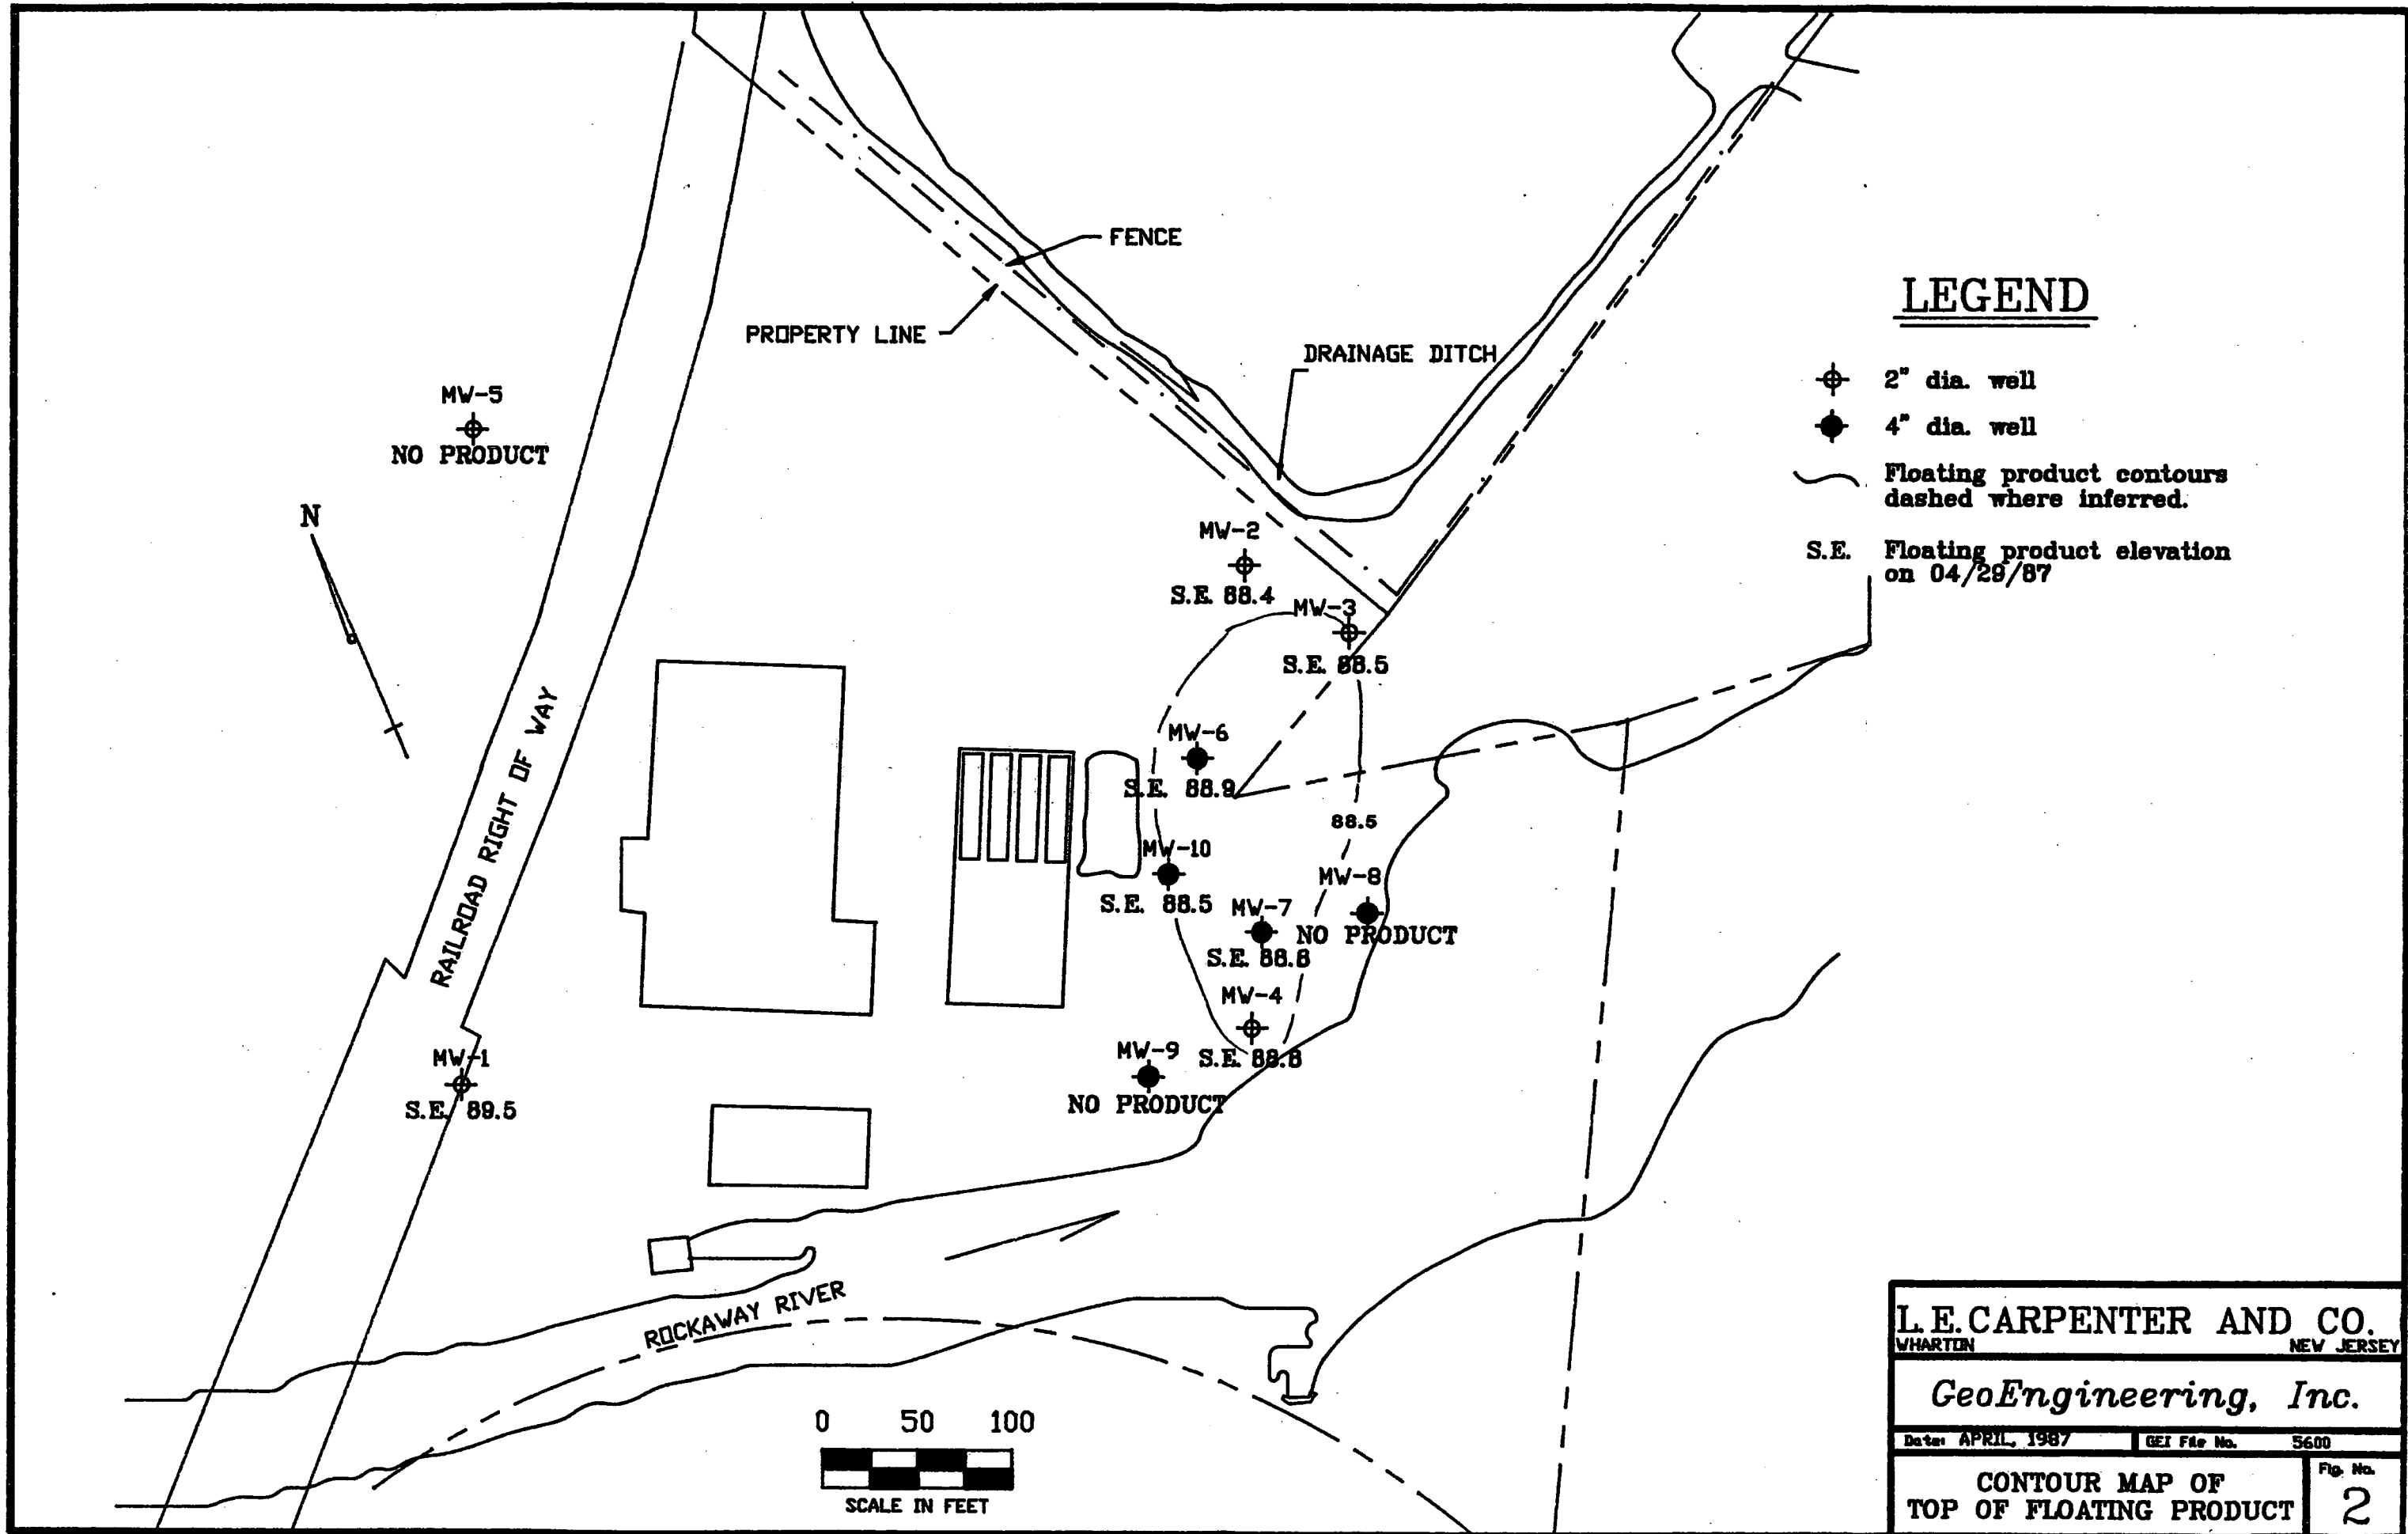 FENCE
PROPERTY LINE
DRAINAGE DITCH
LEGEND
2" dia. well
4" dia. well
Floating product contours
dashed where inferred.
S.E. Floating product elevation
on 04/29/87
MW-5
NO PRODUCT
N
MW-2
S.E. 88.4
MW-3
S.E. 88.5
RAILROAD RIGHT OF WAY
MW-6
S.E. 88.9
88.5
MW-10
S.E. 88.5
MW-7
S.E. 88.8
MW-8
NO PRODUCT
MW-4
S.E. 88.8
MW-9
NO PRODUCT
MW-1
S.E. 89.5
ROCKAWAY RIVER
0 50 100
SCALE IN FEET
L.E. CARPENTER AND CO.
WHARTON NEW JERSEY
GeoEngineering, Inc.
Date: APRIL, 1987 GEI File No. 5600
CONTOUR MAP OF
TOP OF FLOATING PRODUCT
Fig. No.
2